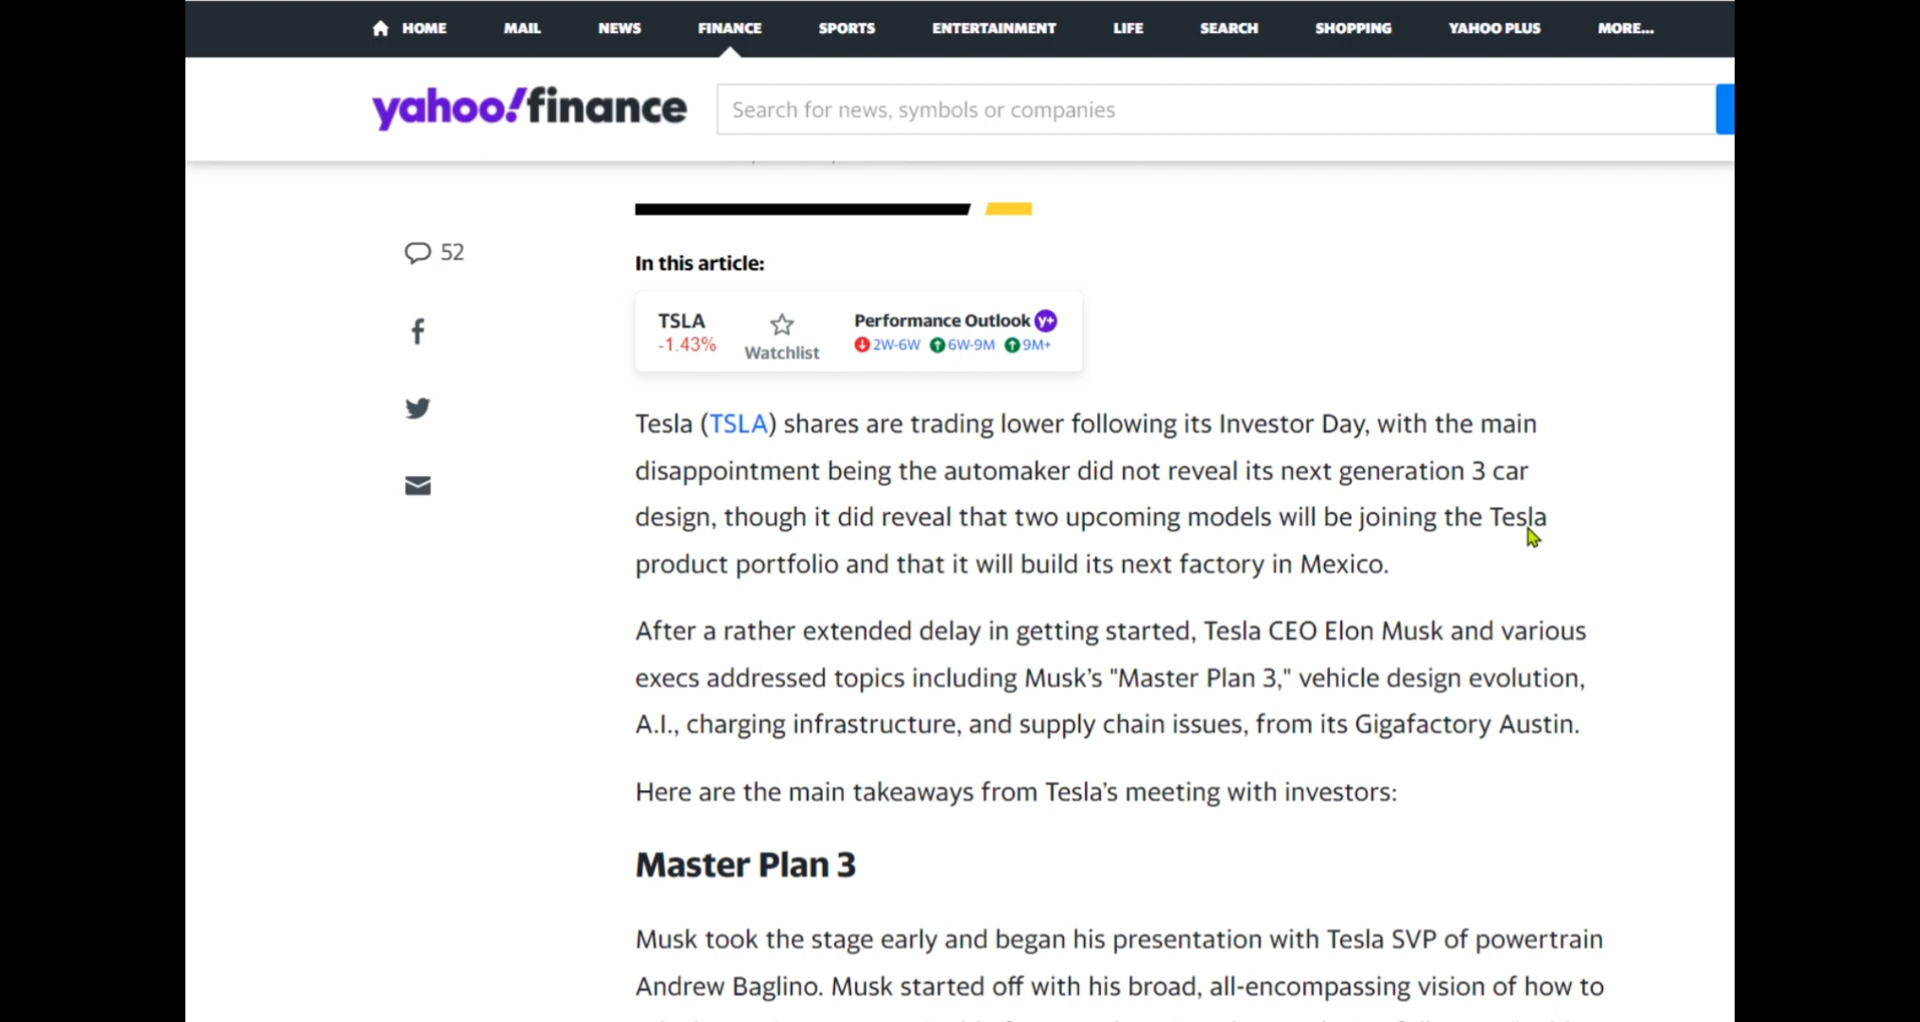 HOME MAIL NEWS FINANCE SPORTS ENTERTAINMENT LIFE SEARCH SHOPPING YAHOO PLUS MORE...
yahoo!finance Search for news, symbols or companies
52
In this article:
TSLA Performance Outlook Y+
-1.43% Watchlist 2W-6W 6W-9M 9M+
Tesla (TSLA) shares are trading lower following its Investor Day, with the main
disappointment being the automaker did not reveal its next generation 3 car
design, though it did reveal that two upcoming models will be joining the Tesla
product portfolio and that it will build its next factory in Mexico.
After a rather extended delay in getting started, Tesla CEO Elon Musk and various
execs addressed topics including Musk’s "Master Plan 3," vehicle design evolution,
A.I., charging infrastructure, and supply chain issues, from its Gigafactory Austin.
Here are the main takeaways from Tesla’s meeting with investors:
Master Plan 3
Musk took the stage early and began his presentation with Tesla SVP of powertrain
Andrew Baglino. Musk started off with his broad, all-encompassing vision of how to